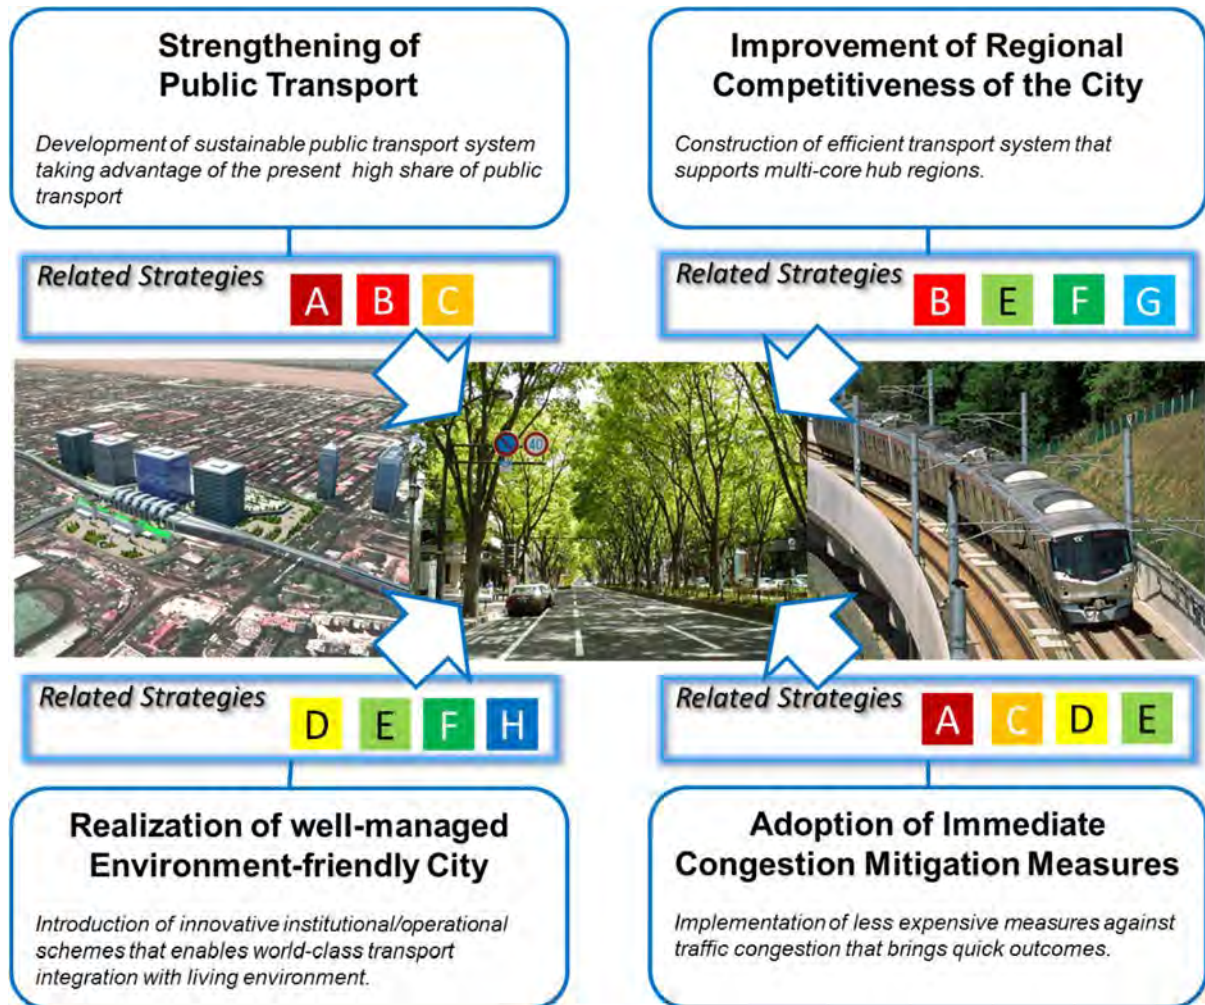 Strengthening of
Public Transport
Development of sustainable public transport system
taking advantage of the present high share of public
transport
Related Strategies
A B C
Improvement of Regional
Competitiveness of the City
Construction of efficient transport system that
supports multi-core hub regions.
Related Strategies
B E F G
40
Related Strategies
D E F H
Realization of well-managed
Environment-friendly City
Introduction of innovative institutional/operational
schemes that enables world-class transport
integration with living environment.
Related Strategies
A C D E
Adoption of Immediate
Congestion Mitigation Measures
Implementation of less expensive measures against
traffic congestion that brings quick outcomes.